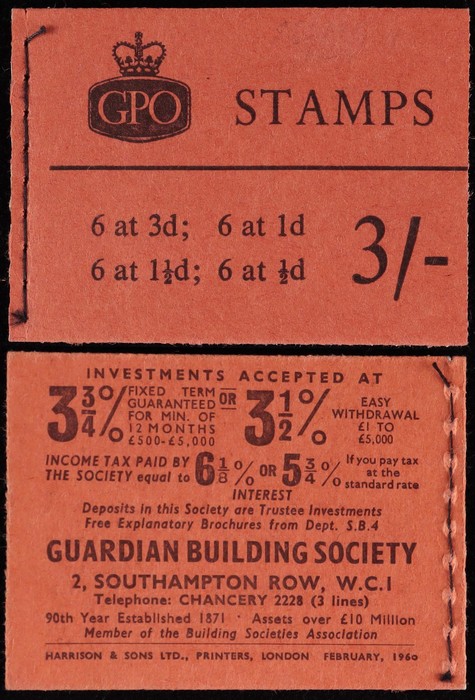 GPO STAMPS
6 at 3d; 6 at 1d
6 at 1½d; 6 at ½d
3/-
INVESTMENTS ACCEPTED AT
3¾% FIXED TERM GUARANTEED FOR MIN. OF 12 MONTHS £500-£5,000 OR 3½% EASY WITHDRAWAL £1 TO £5,000
INCOME TAX PAID BY THE SOCIETY equal to 6⅛% OR 5¾% If you pay tax at the standard rate
INTEREST
Deposits in this Society are Trustee Investments
Free Explanatory Brochures from Dept. S.B.4
GUARDIAN BUILDING SOCIETY
2, SOUTHAMPTON ROW, W.C.1
Telephone: CHANCERY 2228 (3 lines)
90th Year Established 1871 · Assets over £10 Million
Member of the Building Societies Association
HARRISON & SONS LTD., PRINTERS, LONDON FEBRUARY, 1960